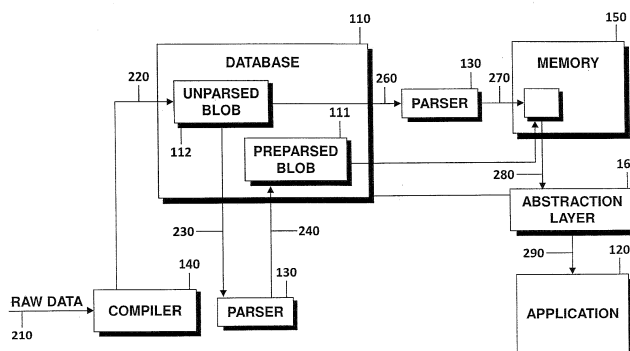 110
150
DATABASE
MEMORY
220
130
UNPARSED
BLOB
260
PARSER
270
112
111
PREPARSED
BLOB
280
16
ABSTRACTION
LAYER
230
240
290
120
140
130
RAW DATA
COMPILER
PARSER
APPLICATION
210